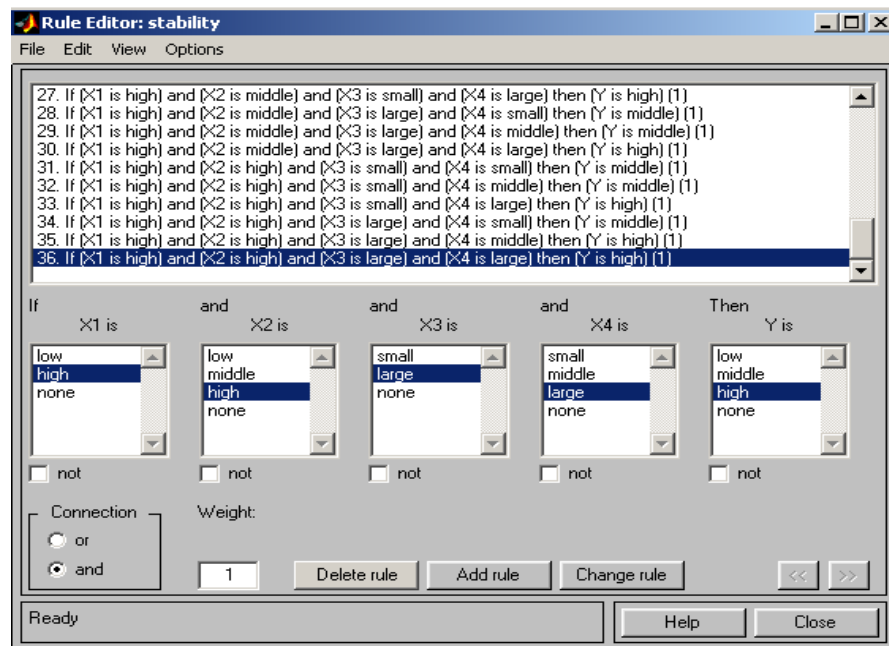 Rule Editor: stability
File Edit View Options
27. If (X1 is high) and (X2 is middle) and (X3 is small) and (X4 is large) then (Y is high) (1)
28. If (X1 is high) and (X2 is middle) and (X3 is large) and (X4 is small) then (Y is middle) (1)
29. If (X1 is high) and (X2 is middle) and (X3 is large) and (X4 is middle) then (Y is middle) (1)
30. If (X1 is high) and (X2 is middle) and (X3 is large) and (X4 is large) then (Y is high) (1)
31. If (X1 is high) and (X2 is high) and (X3 is small) and (X4 is small) then (Y is middle) (1)
32. If (X1 is high) and (X2 is high) and (X3 is small) and (X4 is middle) then (Y is middle) (1)
33. If (X1 is high) and (X2 is high) and (X3 is small) and (X4 is large) then (Y is high) (1)
34. If (X1 is high) and (X2 is high) and (X3 is large) and (X4 is small) then (Y is middle) (1)
35. If (X1 is high) and (X2 is high) and (X3 is large) and (X4 is middle) then (Y is high) (1)
36. If (X1 is high) and (X2 is high) and (X3 is large) and (X4 is large) then (Y is high) (1)
If and and and Then
X1 is X2 is X3 is X4 is Y is
low low small small low
high middle large middle middle
none high none large high
none none none
not not not not not
Connection Weight:
or
and 1 Delete rule Add rule Change rule << >>
Ready Help Close